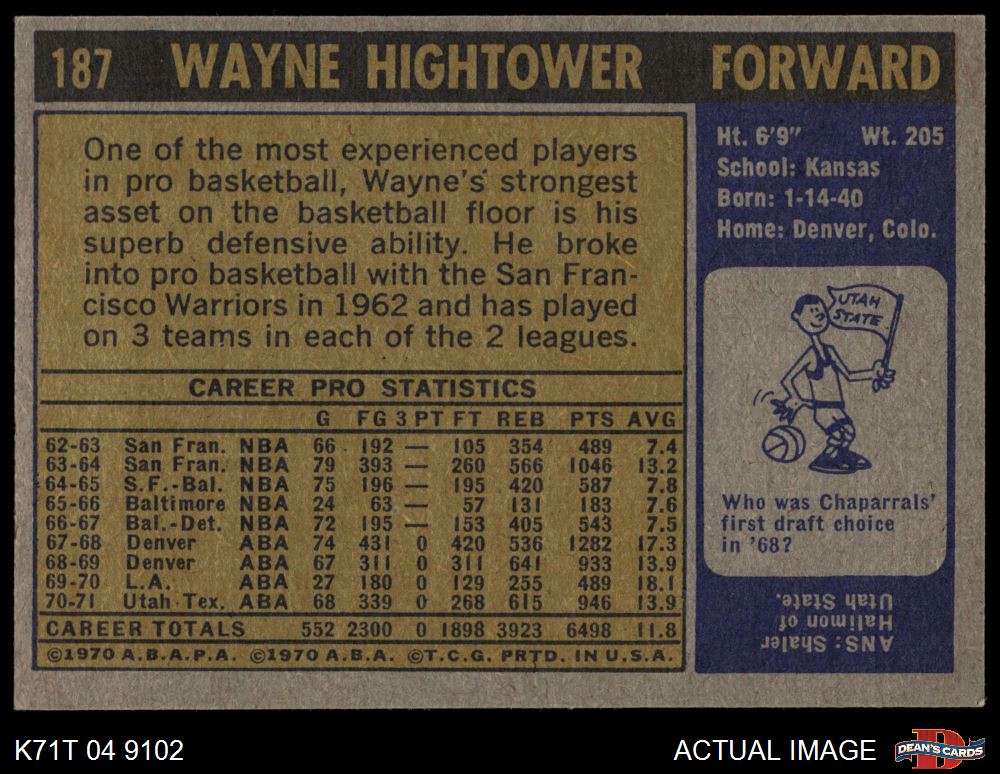 187 WAYNE HIGHTOWER FORWARD
One of the most experienced players
in pro basketball, Wayne's strongest
asset on the basketball floor is his
superb defensive ability. He broke
into pro basketball with the San Fran-
cisco Warriors in 1962 and has played
on 3 teams in each of the 2 leagues.
CAREER PRO STATISTICS
G FG 3 PT FT REB PTS AVG
62-63 San Fran. NBA 66 192 — 105 354 489 7.4
63-64 San Fran. NBA 79 393 — 260 566 1046 13.2
64-65 S.F.-Bal. NBA 75 196 — 195 420 587 7.8
65-66 Baltimore NBA 24 63 — 57 131 183 7.6
66-67 Bal.-Det. NBA 72 195 — 153 405 543 7.5
67-68 Denver ABA 74 431 0 420 536 1282 17.3
68-69 Denver ABA 67 311 0 311 641 933 13.9
69-70 L.A. ABA 27 180 0 129 255 489 18.1
70-71 Utah-Tex. ABA 68 339 0 268 615 946 13.9
CAREER TOTALS 552 2300 0 1898 3923 6498 11.8
©1970 A.B.A.P.A. ©1970 A.B.A. ©T.C.G. PRTD. IN U.S.A.
Ht. 6'9" Wt. 205
School: Kansas
Born: 1-14-40
Home: Denver, Colo.
UTAH
STATE
Who was Chaparrals'
first draft choice
in '68?
ANS: Shaler
Halimon of
Utah State.
K71T 04 9102
ACTUAL IMAGE
D
DEAN'S CARDS